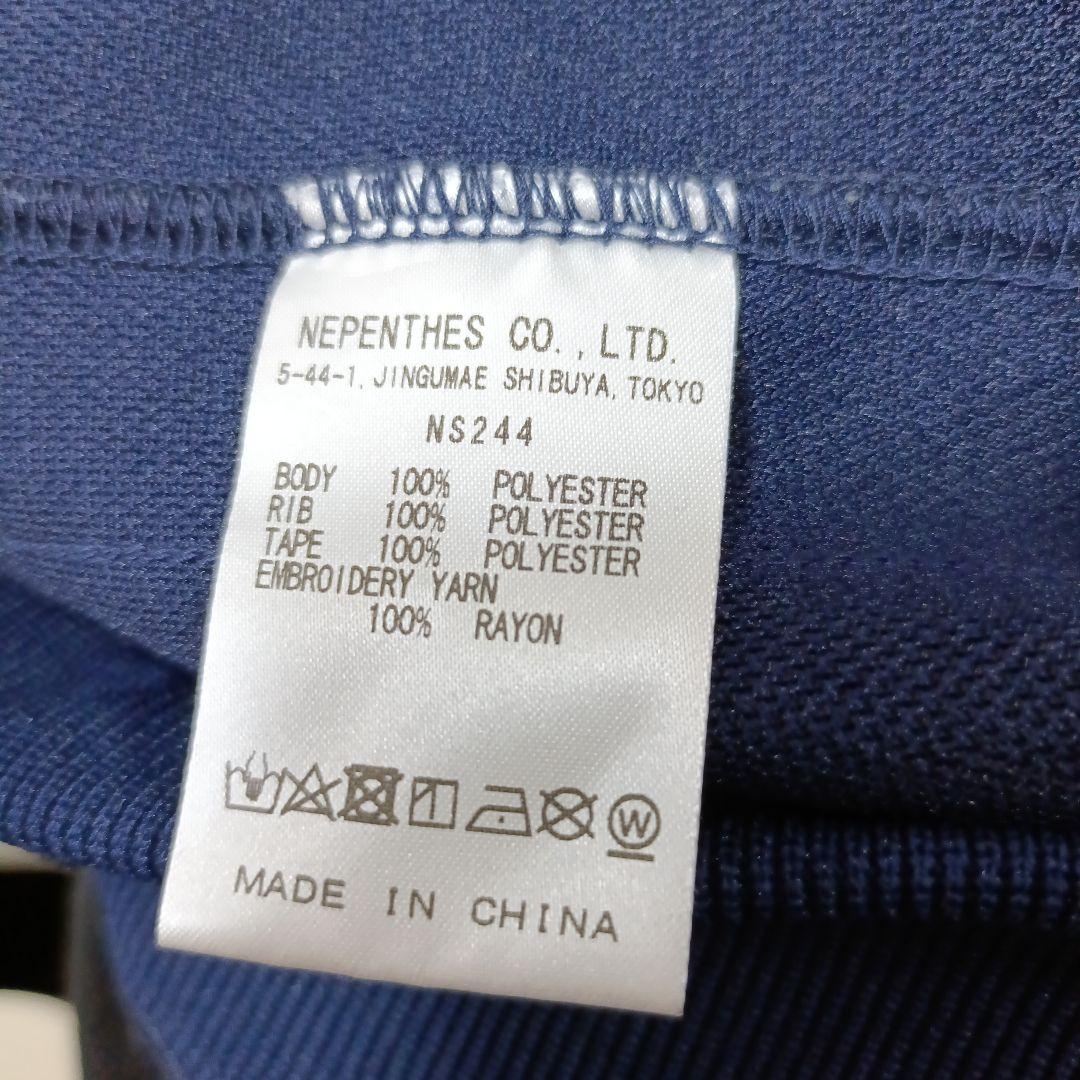 NEPENTHES CO., LTD.
5-44-1, JINGUMAE SHIBUYA, TOKYO
NS244
BODY 100% POLYESTER
RIB 100% POLYESTER
TAPE 100% POLYESTER
EMBROIDERY YARN
100% RAYON
W
MADE IN CHINA